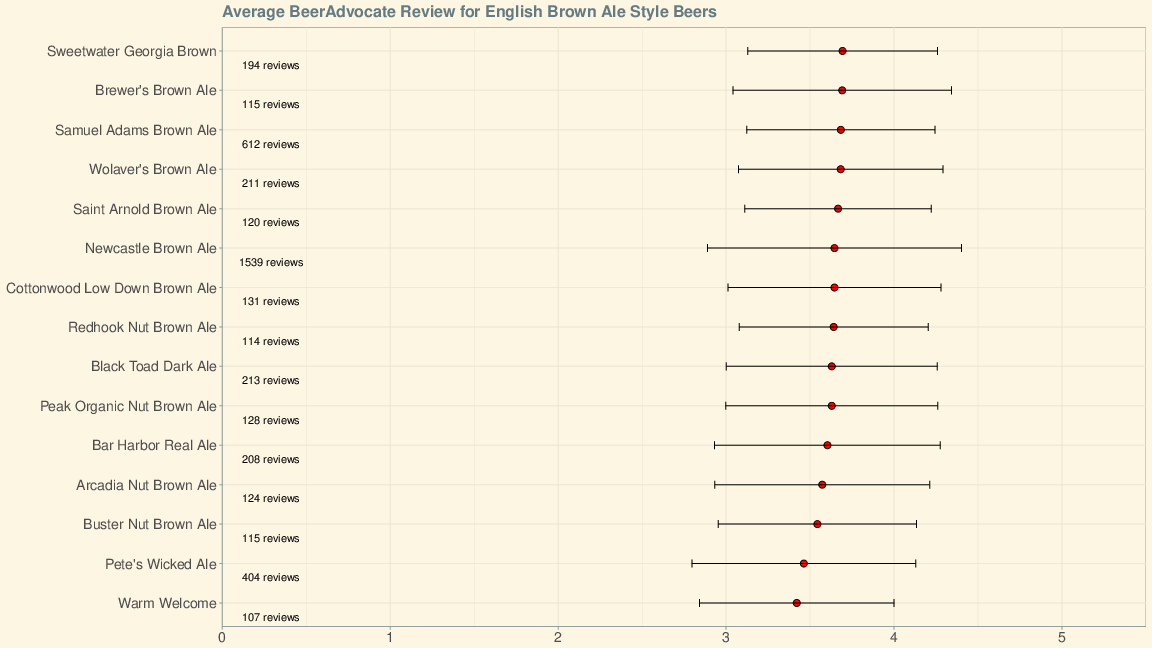 Average BeerAdvocate Review for English Brown Ale Style Beers
Sweetwater Georgia Brown
194 reviews
Brewer's Brown Ale
115 reviews
Samuel Adams Brown Ale
612 reviews
Wolaver's Brown Ale
211 reviews
Saint Arnold Brown Ale
120 reviews
Newcastle Brown Ale
1539 reviews
Cottonwood Low Down Brown Ale
131 reviews
Redhook Nut Brown Ale
114 reviews
Black Toad Dark Ale
213 reviews
Peak Organic Nut Brown Ale
128 reviews
Bar Harbor Real Ale
208 reviews
Arcadia Nut Brown Ale
124 reviews
Buster Nut Brown Ale
115 reviews
Pete's Wicked Ale
404 reviews
Warm Welcome
107 reviews
0 1 2 3 4 5